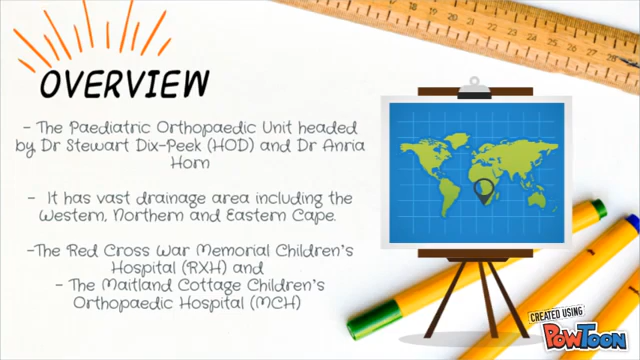 OVERVIEW
- The Paediatric Orthopaedic Unit headed
by Dr Stewart Dix-Peek (HOD) and Dr Anria
Horn
- It has vast drainage area including the
Western, Northern and Eastern Cape.
-The Red Cross War Memorial Children's
Hospital (RXH) and
- The Maitland Cottage Children's
Orthopaedic Hospital (MCH)
CREATED USING
POWTOON